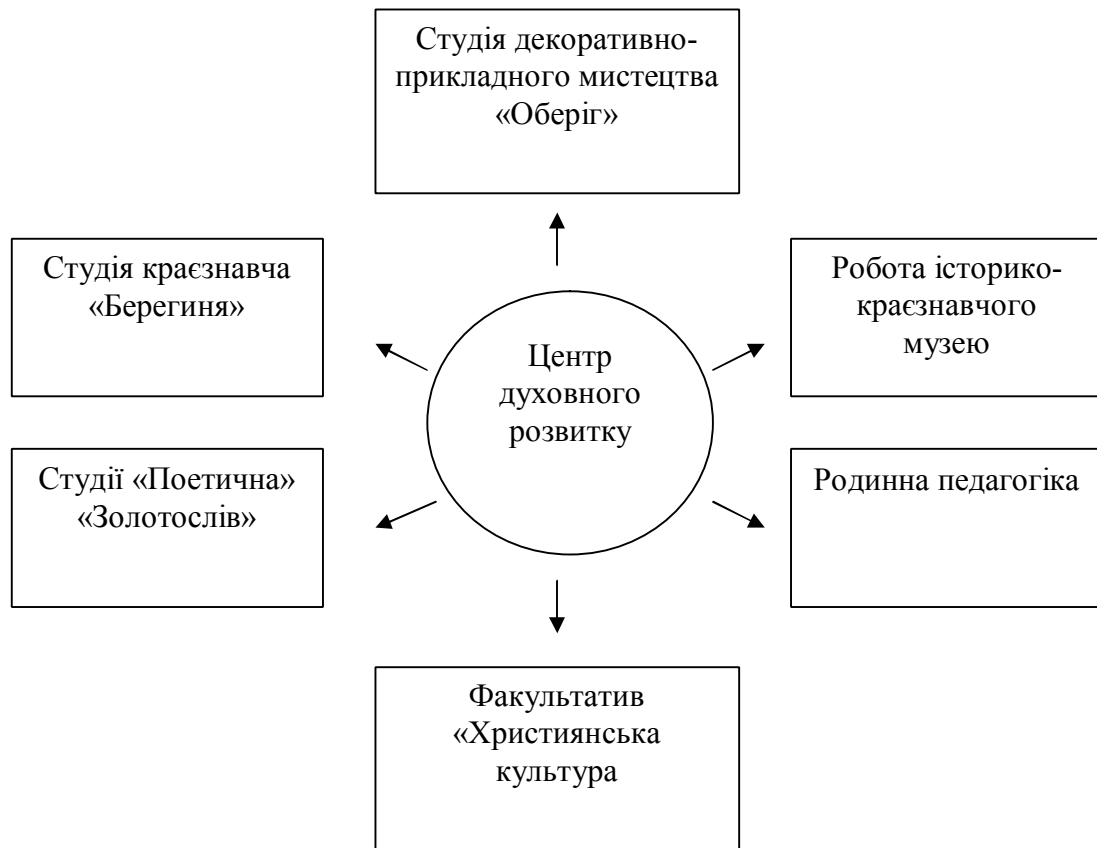 Студія декоративно-
прикладного мистецтва
«Оберіг»
Студія краєзнавча
«Берегиня»
Робота історико-
краєзнавчого
музею
Центр
духовного
розвитку
Студії «Поетична»
«Золотослів»
Родинна педагогіка
Факультатив
«Християнська
культура